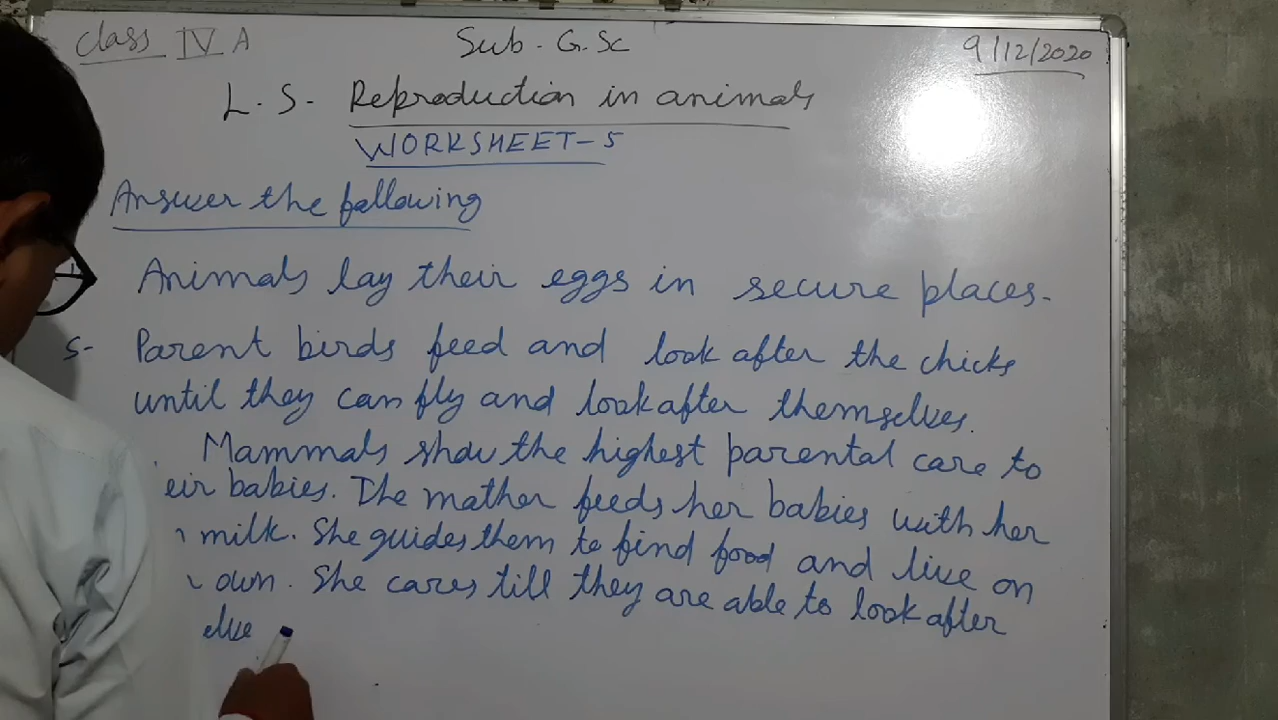 Class IV A Sub. G.Sc 9/12/2020
L.S. Reproduction in animals
WORKSHEET-5
Answer the following
Animals lay their eggs in secure places.
5- Parent birds feed and look after the chicks
until they can fly and look after themselves.
Mammals show the highest parental care to
eir babies. The mother feeds her babies with her
milk. She guides them to find food and live on
own. She cares till they are able to look after
elve